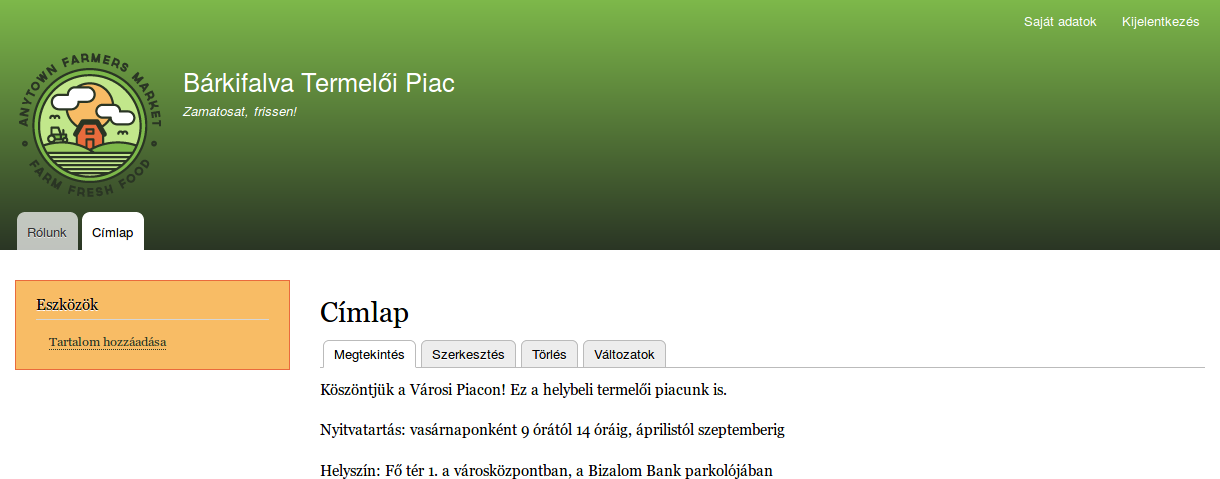 Saját adatok Kijelentkezés
ANYTOWN FARMERS MARKET
FARM FRESH FOOD
Bárkifalva Termelői Piac
Zamatosat, frissen!
Rólunk Címlap
Eszközök
Tartalom hozzáadása
Címlap
Megtekintés Szerkesztés Törlés Változatok
Köszöntjük a Városi Piacon! Ez a helybeli termelői piacunk is.
Nyitvatartás: vasárnaponként 9 órától 14 óráig, áprilistól szeptemberig
Helyszín: Fő tér 1. a városközpontban, a Bizalom Bank parkolójában